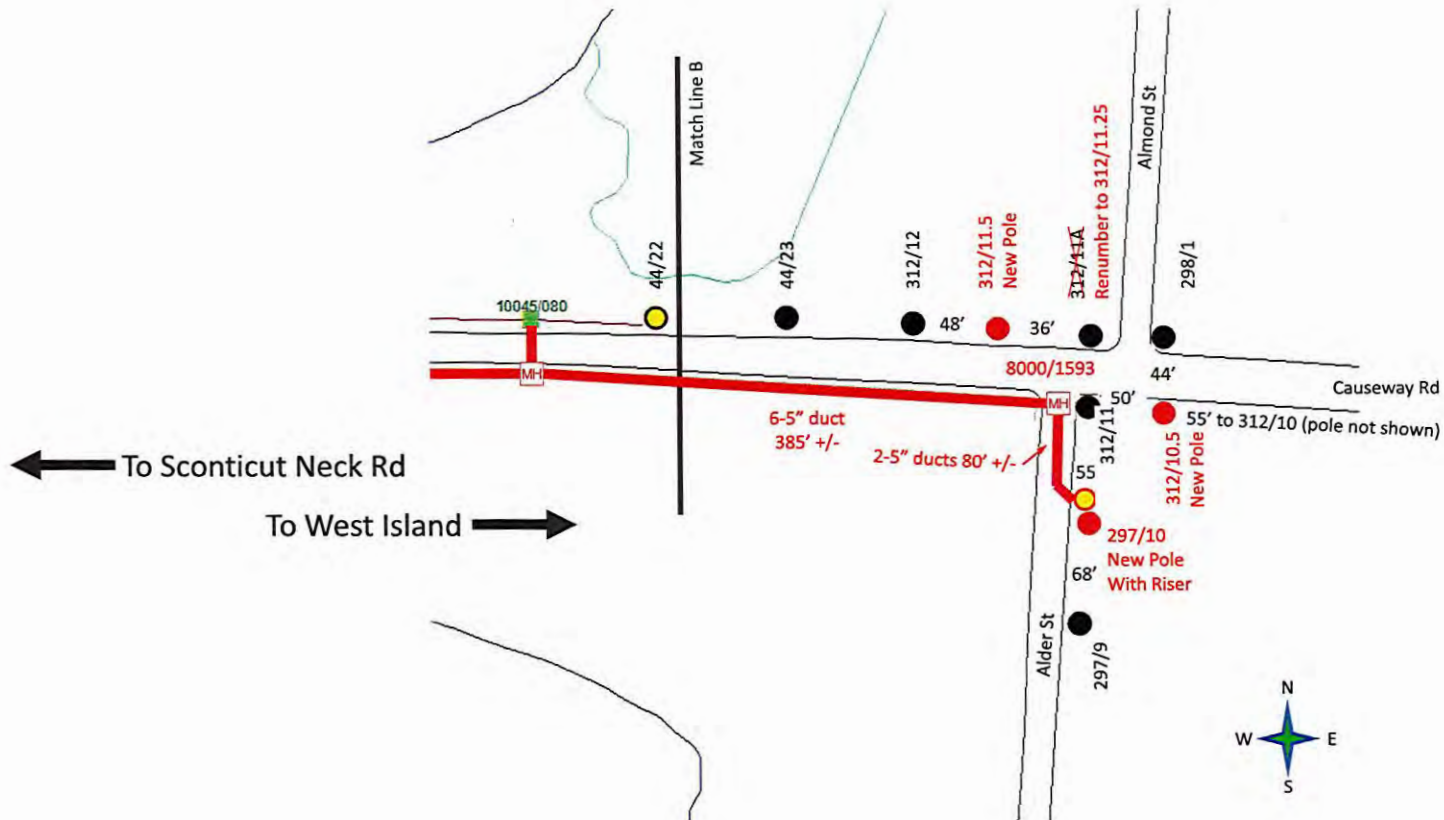 Match Line B
Almond St
312/11A
Renumber to 312/11.25
312/11.5
New Pole
44/22
44/23
312/12
298/1
10045/080
48’
36’
8000/1593
44’
Causeway Rd
MH
MH
50’
312/11
55’ to 312/10 (pole not shown)
6-5” duct
385’ +/-
2-5” ducts 80’ +/-
55
312/10.5
New Pole
To Sconticut Neck Rd
To West Island
297/10
New Pole
With Riser
68’
Alder St
297/9
N
W
E
S